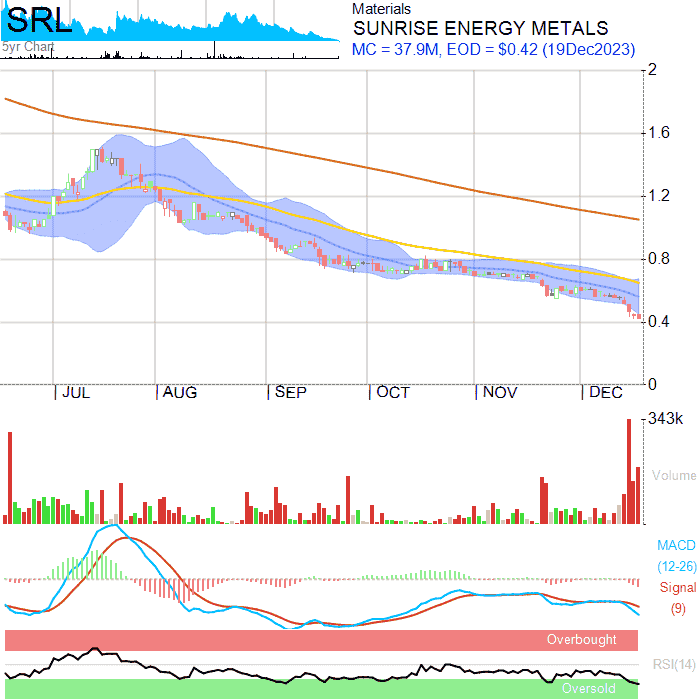 SRL
5yr Chart
Materials
SUNRISE ENERGY METALS
MC = 37.9M, EOD = $0.42 (19Dec2023)
2
1.6
1.2
0.8
0.4
0
JUL AUG SEP OCT NOV DEC
343k
Volume
MACD
(12-26)
Signal
(9)
Overbought
RSI(14)
Oversold